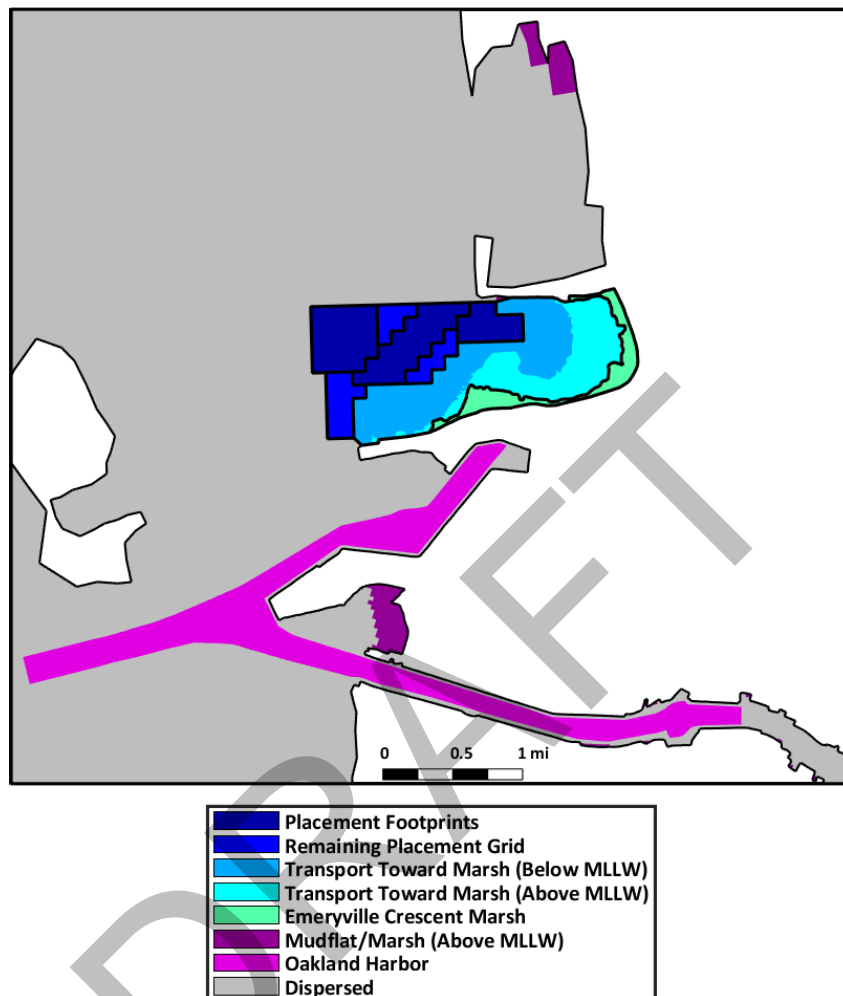 DRAFT
0 0.5 1 mi
Placement Footprints
Remaining Placement Grid
Transport Toward Marsh (Below MLLW)
Transport Toward Marsh (Above MLLW)
Emeryville Crescent Marsh
Mudflat/Marsh (Above MLLW)
Oakland Harbor
Dispersed